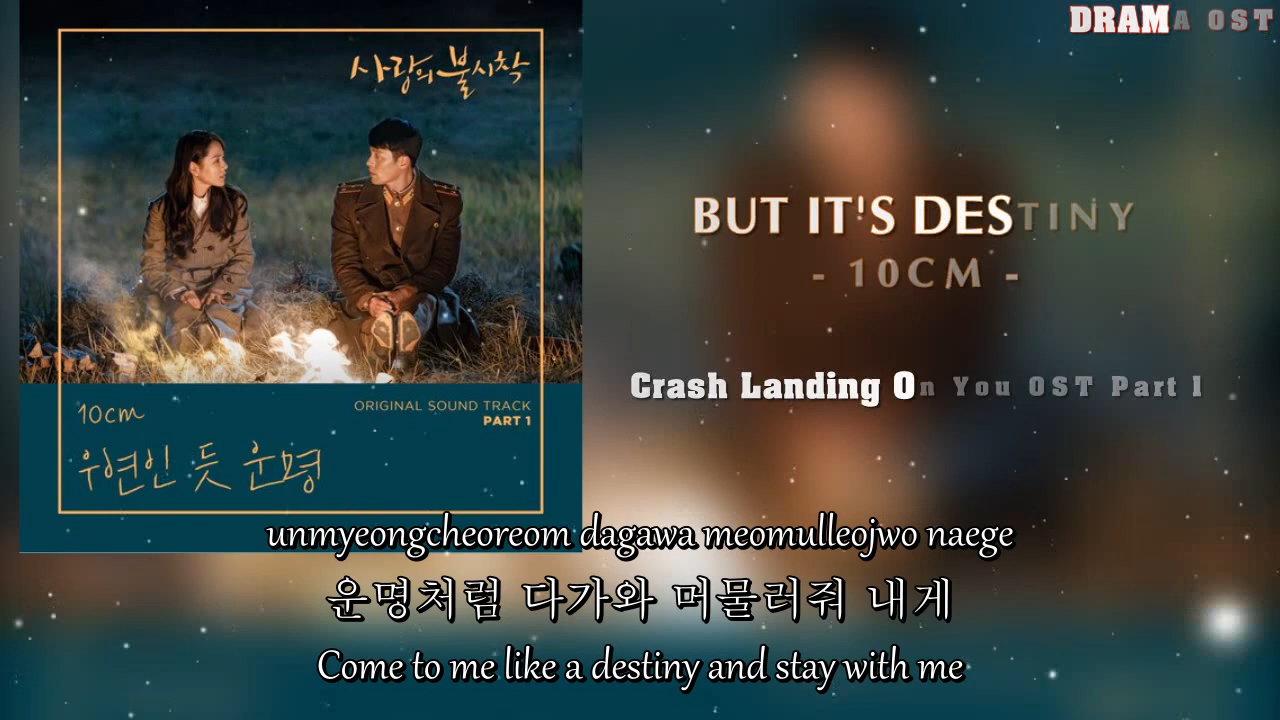 DRAMA OST
사랑의 불시착
BUT IT'S DESTINY
- 10CM -
Crash Landing On You OST Part 1
10cm
ORIGINAL SOUND TRACK
PART 1
우연인 듯 운명
unmyeongcheoreom dagawa meomulleojwo naege
운명처럼 다가와 머물러줘 내게
Come to me like a destiny and stay with me